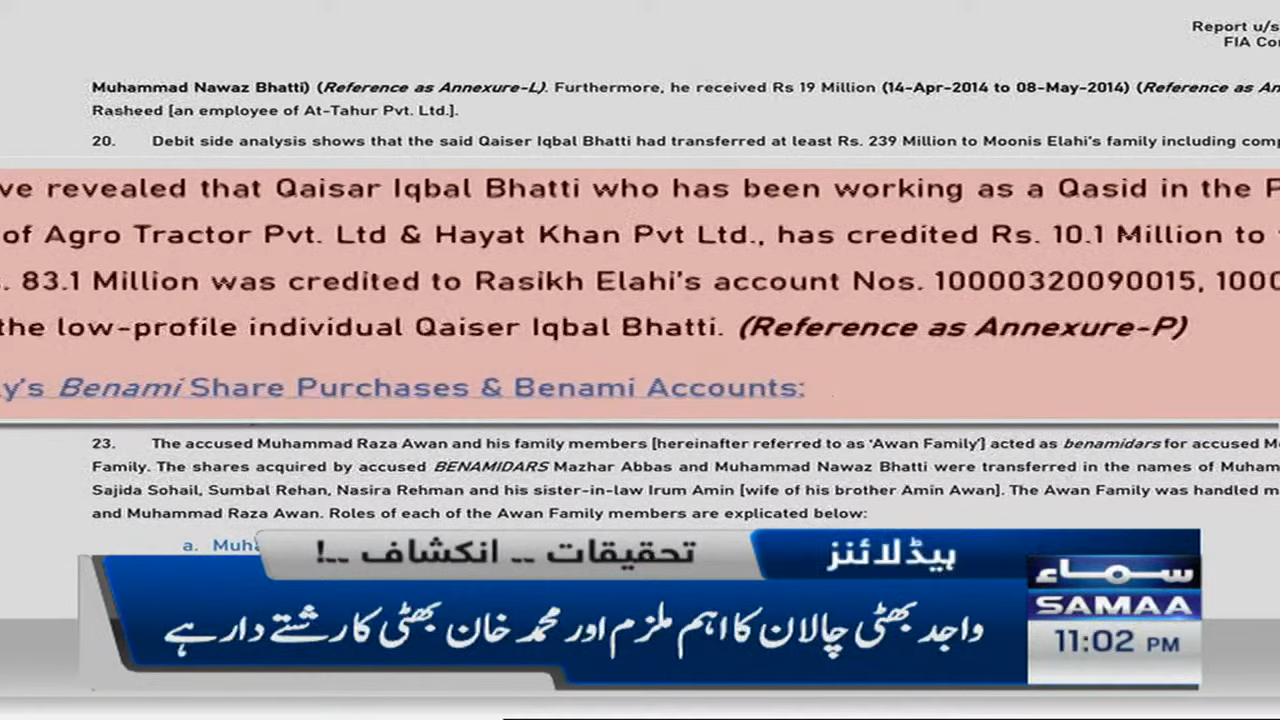 Report u/s
FIA
Muhammad Nawaz Bhatti) (Reference as Annexure-L). Furthermore, he received Rs 19 Million (14-Apr-2014 to 08-May-2014) (Reference as
Rasheed [an employee of At-Tahur Pvt. Ltd.].
20. Debit side analysis shows that the said Qaiser Iqbal Bhatti had transferred at least Rs. 239 Million to Moonis Elahi's family including
revealed that Qaisar Iqbal Bhatti who has been working as a Qasid in the
of Agro Tractor Pvt. Ltd & Hayat Khan Pvt Ltd., has credited Rs. 10.1 Million to
83.1 Million was credited to Rasikh Elahi's account Nos. 10000320090015,
the low-profile individual Qaiser Iqbal Bhatti. (Reference as Annexure-P)
Benami Share Purchases & Benami Accounts:
23. The accused Muhammad Raza Awan and his family members [hereinafter referred to as 'Awan Family'] acted as benamidars for accused
Family. The shares acquired by accused BENAMIDARS Mazhar Abbas and Muhammad Nawaz Bhatti were transferred in the names of
Sajida Sohail, Sumbal Rehan, Nasira Rehman and his sister-in-law Irum Amin [wife of his brother Amin Awan]. The Awan Family was handled
and Muhammad Raza Awan. Roles of each of the Awan Family members are explicated below:
a.
ہیڈلائنز
تحقیقات -- انکشاف --!
واجد بھٹی چالان کا اہم ملزم اور محمد خان بھٹی کا رشتے دار ہے
سماء
SAMAA
11:02 PM